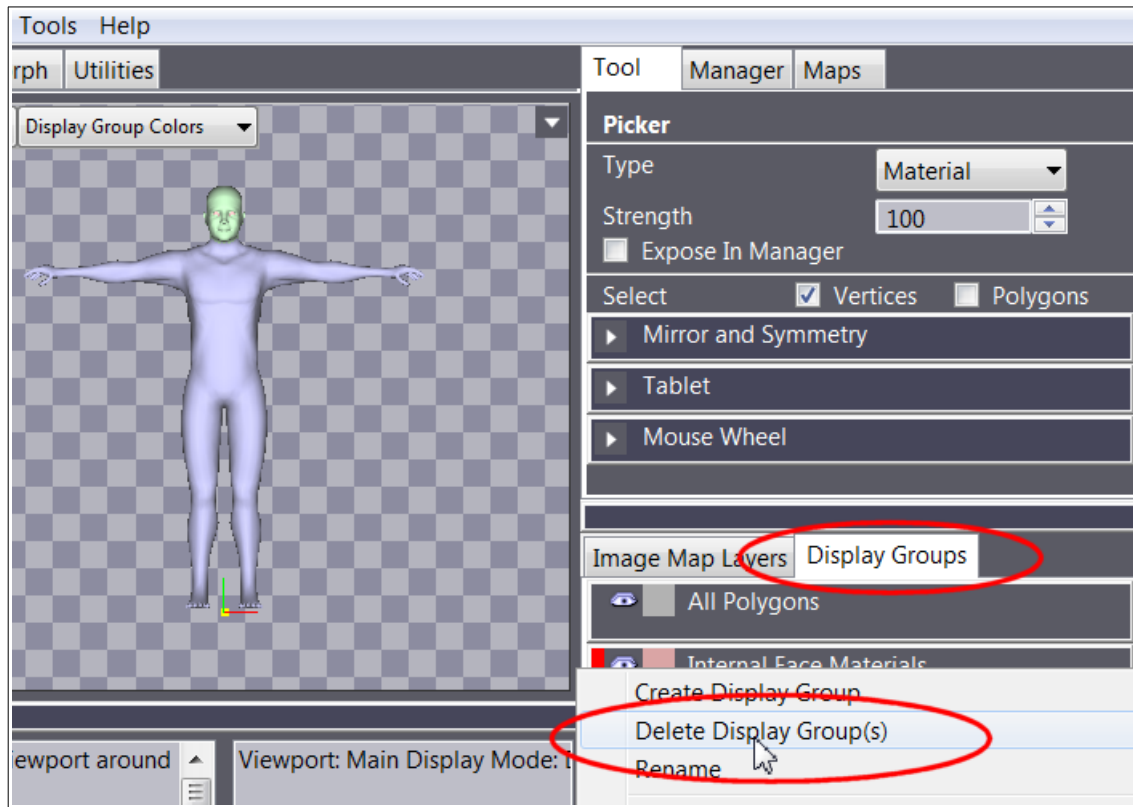 Tools Help
rph Utilities
Tool Manager Maps
Display Group Colors
Picker
Type Material
Strength 100
Expose In Manager
Select Vertices Polygons
Mirror and Symmetry
Tablet
Mouse Wheel
Image Map Layers Display Groups
All Polygons
Internal Face Materials
Create Display Group
Delete Display Group(s)
Rename
iewport around Viewport: Main Display Mode: